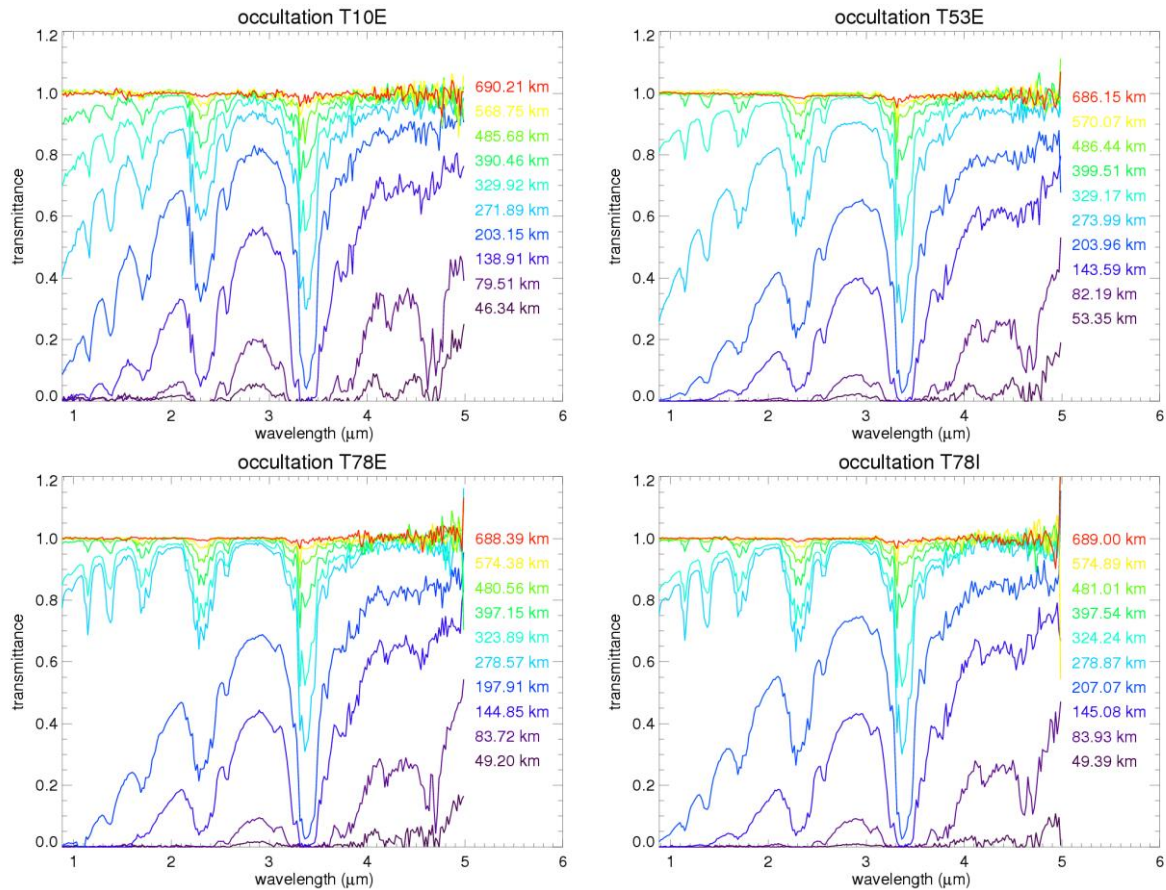 occultation T10E
1.2
1.0
0.8
0.6
0.4
0.2
0.0
transmittance
690.21 km
568.75 km
485.68 km
390.46 km
329.92 km
271.89 km
203.15 km
138.91 km
79.51 km
46.34 km
1 2 3 4 5 6
wavelength (μm)
occultation T53E
1.2
1.0
0.8
0.6
0.4
0.2
0.0
transmittance
686.15 km
570.07 km
486.44 km
399.51 km
329.17 km
273.99 km
203.96 km
143.59 km
82.19 km
53.35 km
1 2 3 4 5 6
wavelength (μm)
occultation T78E
1.2
1.0
0.8
0.6
0.4
0.2
0.0
transmittance
688.39 km
574.38 km
480.56 km
397.15 km
323.89 km
278.57 km
197.91 km
144.85 km
83.72 km
49.20 km
1 2 3 4 5 6
wavelength (μm)
occultation T78I
1.2
1.0
0.8
0.6
0.4
0.2
0.0
transmittance
689.00 km
574.89 km
481.01 km
397.54 km
324.24 km
278.87 km
207.07 km
145.08 km
83.93 km
49.39 km
1 2 3 4 5 6
wavelength (μm)